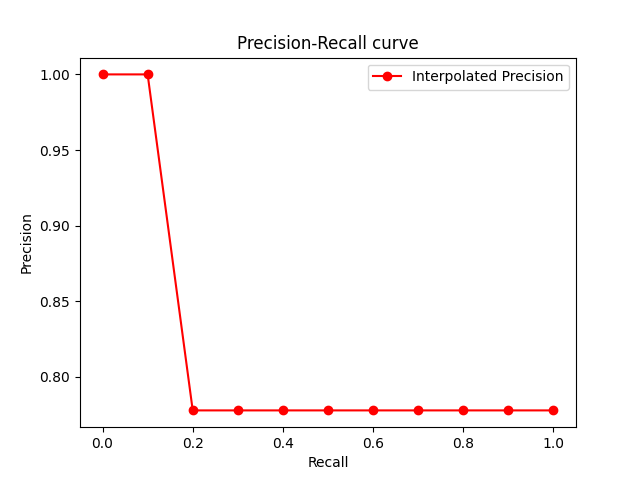 Precision-Recall curve
Interpolated Precision
1.00
0.95
0.90
0.85
0.80
Precision
0.0 0.2 0.4 0.6 0.8 1.0
Recall